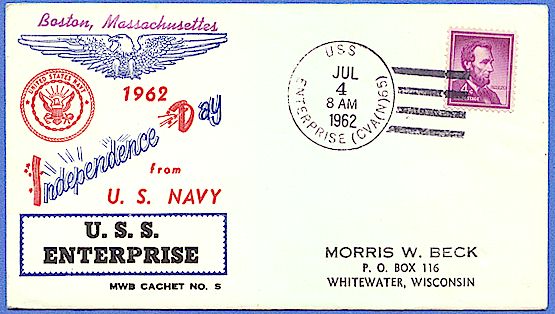 Boston, Massachusettes
UNITED STATES NAVY
1962
Independence Day
from
U. S. NAVY
U. S. S.
ENTERPRISE
MWB CACHET NO. 5
USS
ENTERPRISE (CVA(N)65)
JUL
4
8 AM
1962
MORRIS W. BECK
P. O. BOX 116
WHITEWATER, WISCONSIN